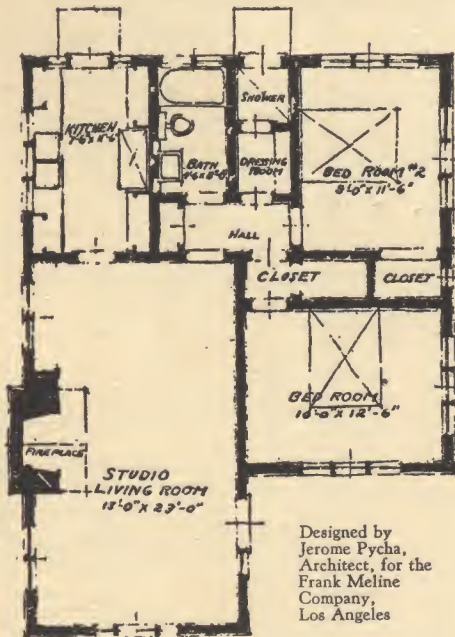 KITCHEN
SHOWER
BATH
DRESSING
ROOM
BED ROOM #2
9'-0" X 11'-6"
HALL
CLOSET
CLOSET
BED ROOM
10'-0" X 12'-6"
FIREPLACE
STUDIO
LIVING ROOM
13'-0" X 23'-0"
Designed by
Jerome Pycha,
Architect, for the
Frank Meline
Company,
Los Angeles